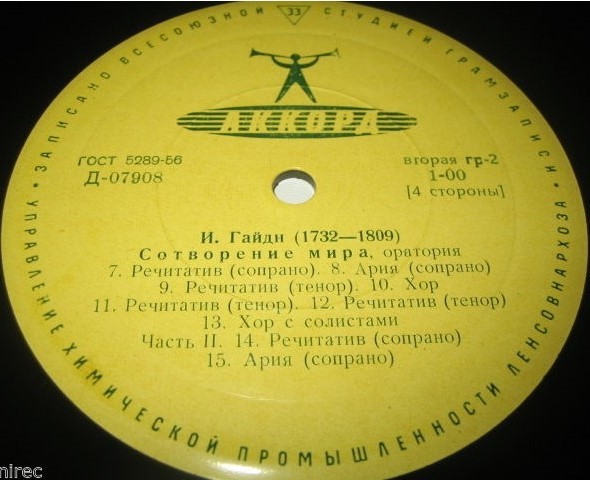 ЗАПИСАНО ВСЕСОЮЗНОЙ СТУДИЕЙ ГРАМЗАПИСИ
33
АККОРД
ГОСТ 5289-56
Д-07908
вторая гр-2
1-00
[4 стороны]
И. Гайдн (1732—1809)
Сотворение мира, оратория
7. Речитатив (сопрано). 8. Ария (сопрано)
9. Речитатив (тенор). 10. Хор
11. Речитатив (тенор). 12. Речитатив (тенор)
13. Хор с солистами
Часть II. 14. Речитатив (сопрано)
15. Ария (сопрано)
• УПРАВЛЕНИЕ ХИМИЧЕСКОЙ ПРОМЫШЛЕННОСТИ ЛЕНСОВНАРХОЗА •
nirec